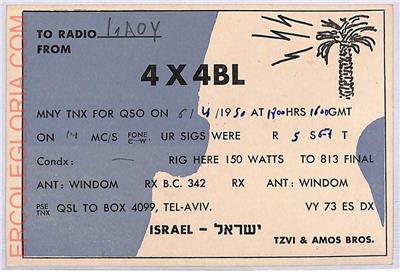 TO RADIO I1AOY
FROM
4X4BL
MNY TNX FOR QSO ON 6/4/1950 AT 1700HRS 1600GMT
ON 14 MC/S FONE C.W. UR SIGS WERE R 5 S 6/7 T
Condx: — RIG HERE 150 WATTS TO 813 FINAL
ANT: WINDOM RX B.C. 342 RX ANT: WINDOM
PSE TNX QSL TO BOX 4099, TEL-AVIV. VY 73 ES DX
ISRAEL - ישראל
TZVI & AMOS BROS.
ERCOLEGLORIA.COM